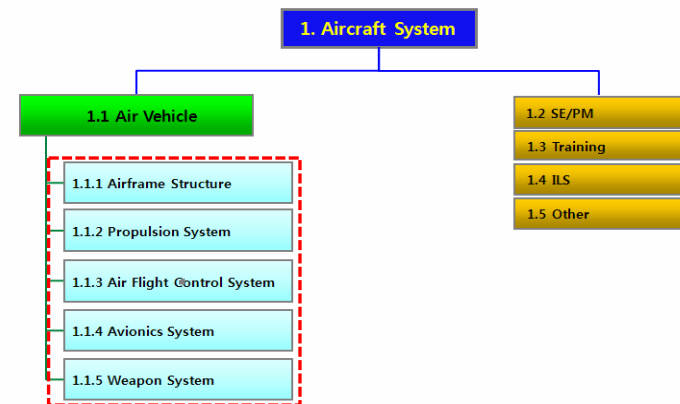 1. Aircraft System
1.1 Air Vehicle
1.1.1 Airframe Structure
1.1.2 Propulsion System
1.1.3 Air Flight Control System
1.1.4 Avionics System
1.1.5 Weapon System
1.2 SE/PM
1.3 Training
1.4 ILS
1.5 Other